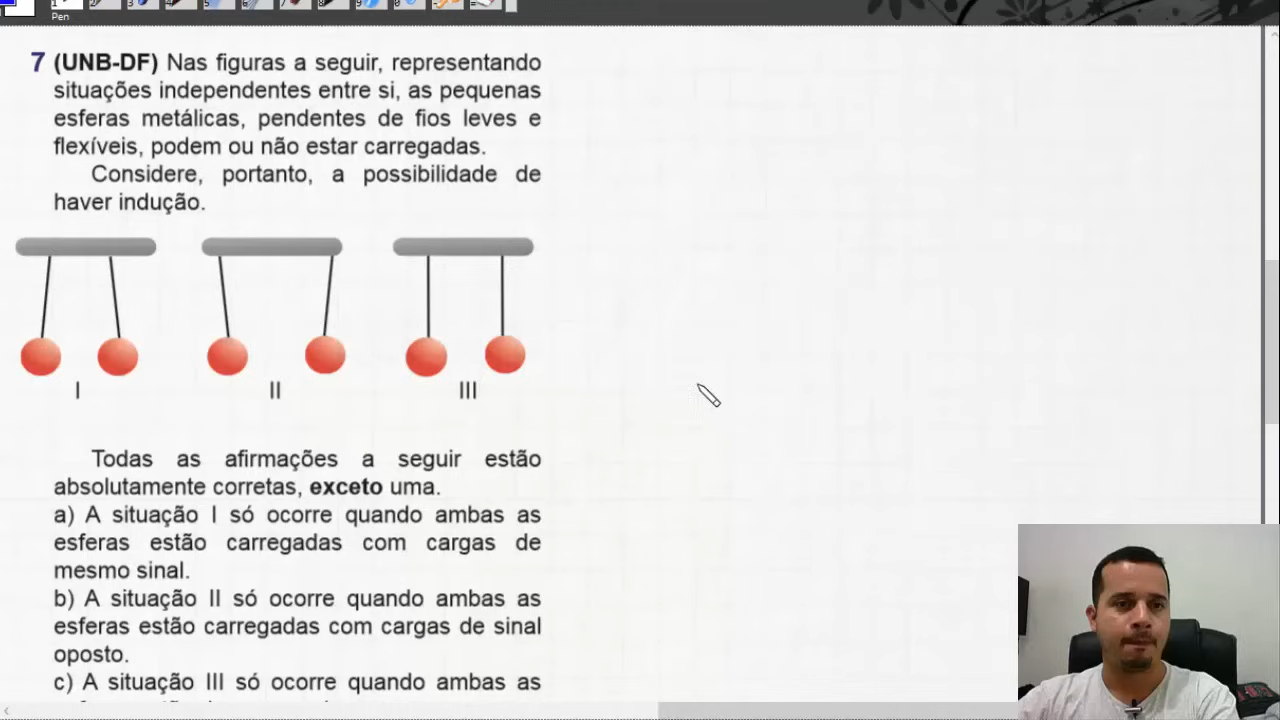 Pen
7 (UNB-DF) Nas figuras a seguir, representando
situações independentes entre si, as pequenas
esferas metálicas, pendentes de fios leves e
flexíveis, podem ou não estar carregadas.
Considere, portanto, a possibilidade de
haver indução.
I II III
Todas as afirmações a seguir estão
absolutamente corretas, exceto uma.
a) A situação I só ocorre quando ambas as
esferas estão carregadas com cargas de
mesmo sinal.
b) A situação II só ocorre quando ambas as
esferas estão carregadas com cargas de sinal
oposto.
c) A situação III só ocorre quando ambas as